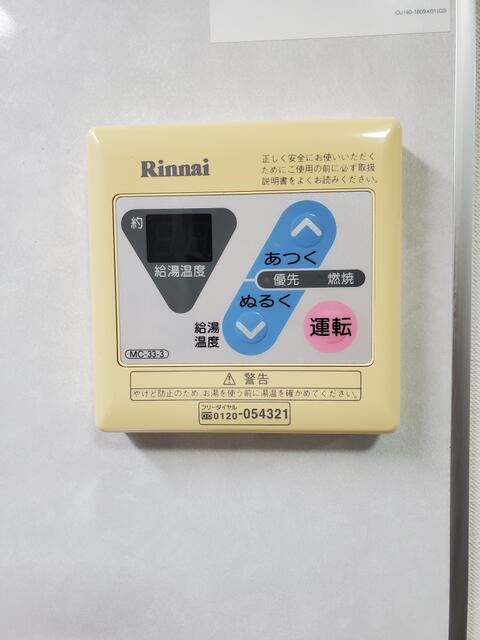 CU140-1809×01(C2)
Rinnai
正しく安全にお使いいただく
ためにご使用の前に必ず取扱
説明書をよくお読みください。
約
給湯温度
あつく
優先 燃焼
ぬるく
給湯
温度
運転
MC-33-3
警告
やけど防止のため、お湯を使う前に湯温を確かめてください。
フリーダイヤル
0120-054321